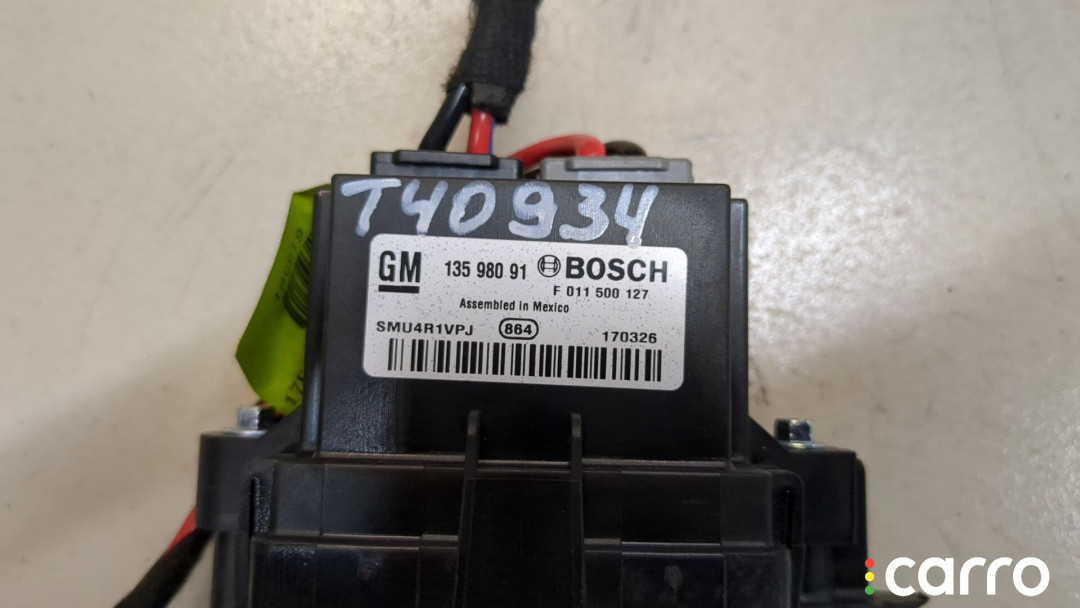 T40934
GM 135 980 91 BOSCH
F 011 500 127
Assembled in Mexico
SMU4R1VPJ 864 170326
carro